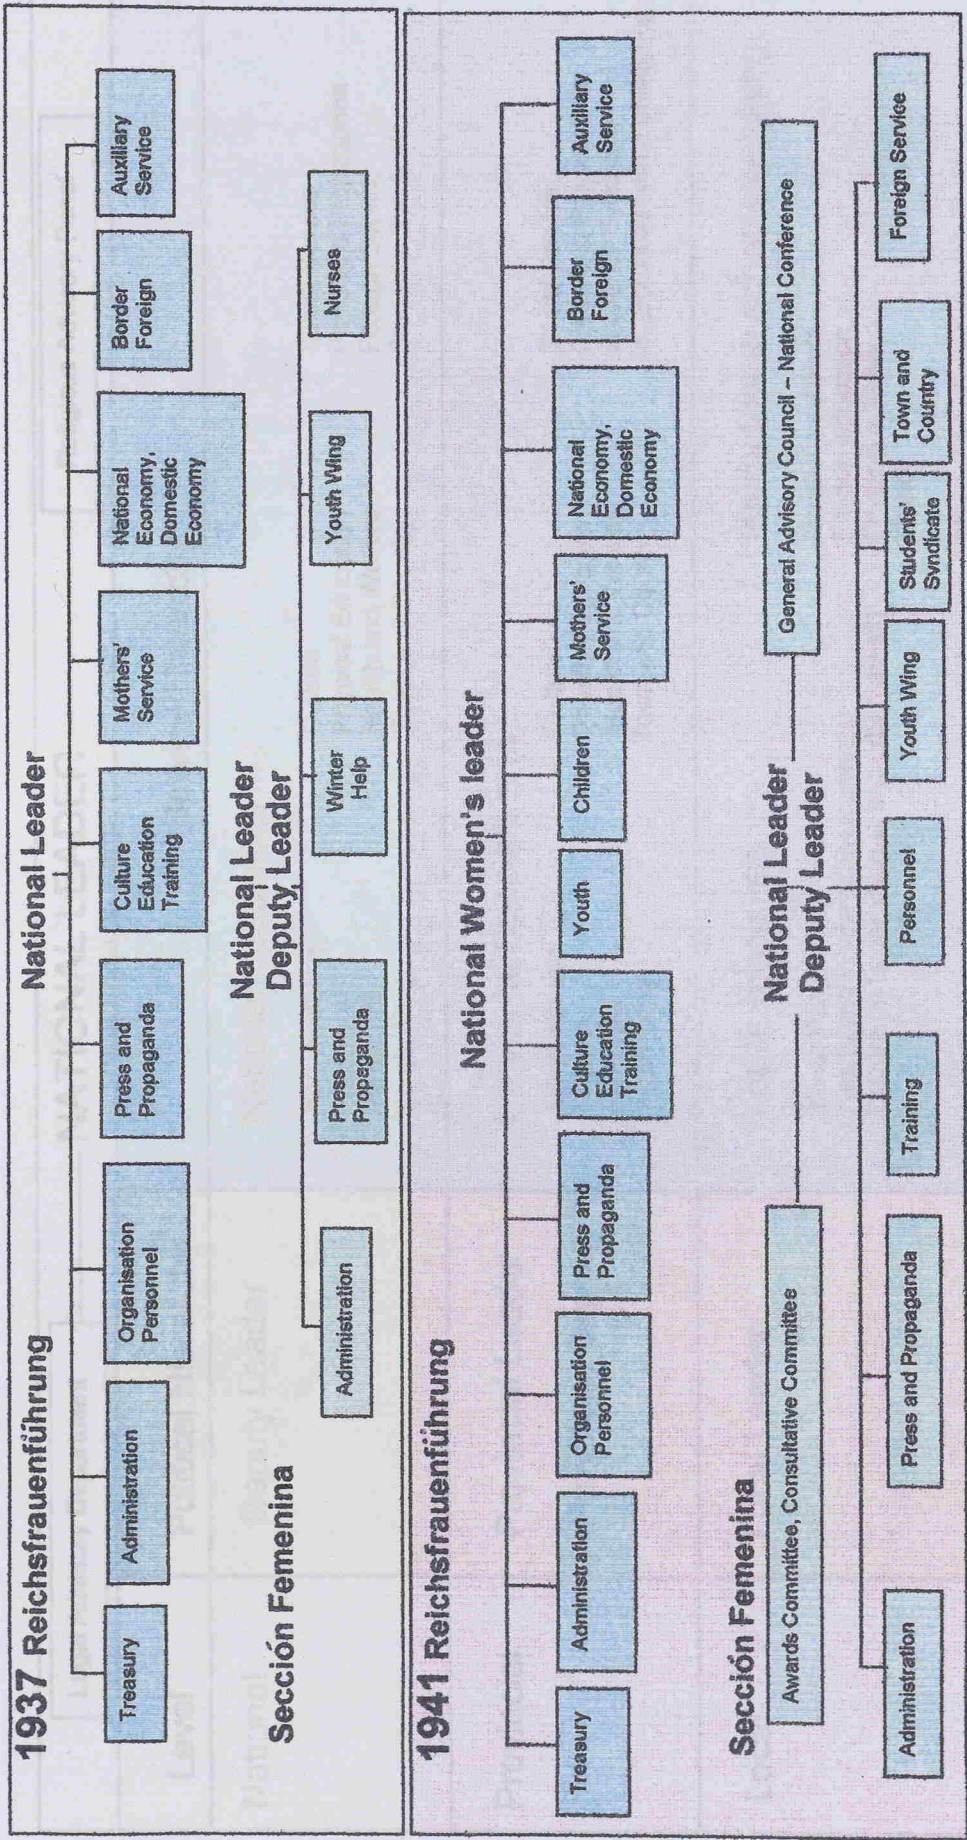 1937 Reichsfrauenführung
National Leader
Treasury
Administration
Organisation
Personnel
Press and
Propaganda
Culture
Education
Training
Mothers'
Service
National
Economy,
Domestic
Economy
Border
Foreign
Auxiliary
Service
Sección Femenina
National Leader
Deputy Leader
Administration
Press and
Propaganda
Winter
Help
Youth Wing
Nurses
1941 Reichsfrauenführung
National Women's leader
Treasury
Administration
Organisation
Personnel
Press and
Propaganda
Culture
Education
Training
Youth
Children
Mothers'
Service
National
Economy,
Domestic
Economy
Border
Foreign
Auxiliary
Service
Sección Femenina
National Leader
Deputy Leader
Awards Committee, Consultative Committee
General Advisory Council – National Conference
Administration
Press and Propaganda
Training
Personnel
Youth Wing
Students'
Syndicate
Town and
Country
Foreign Service
NATIONAL LEADER
Level
National